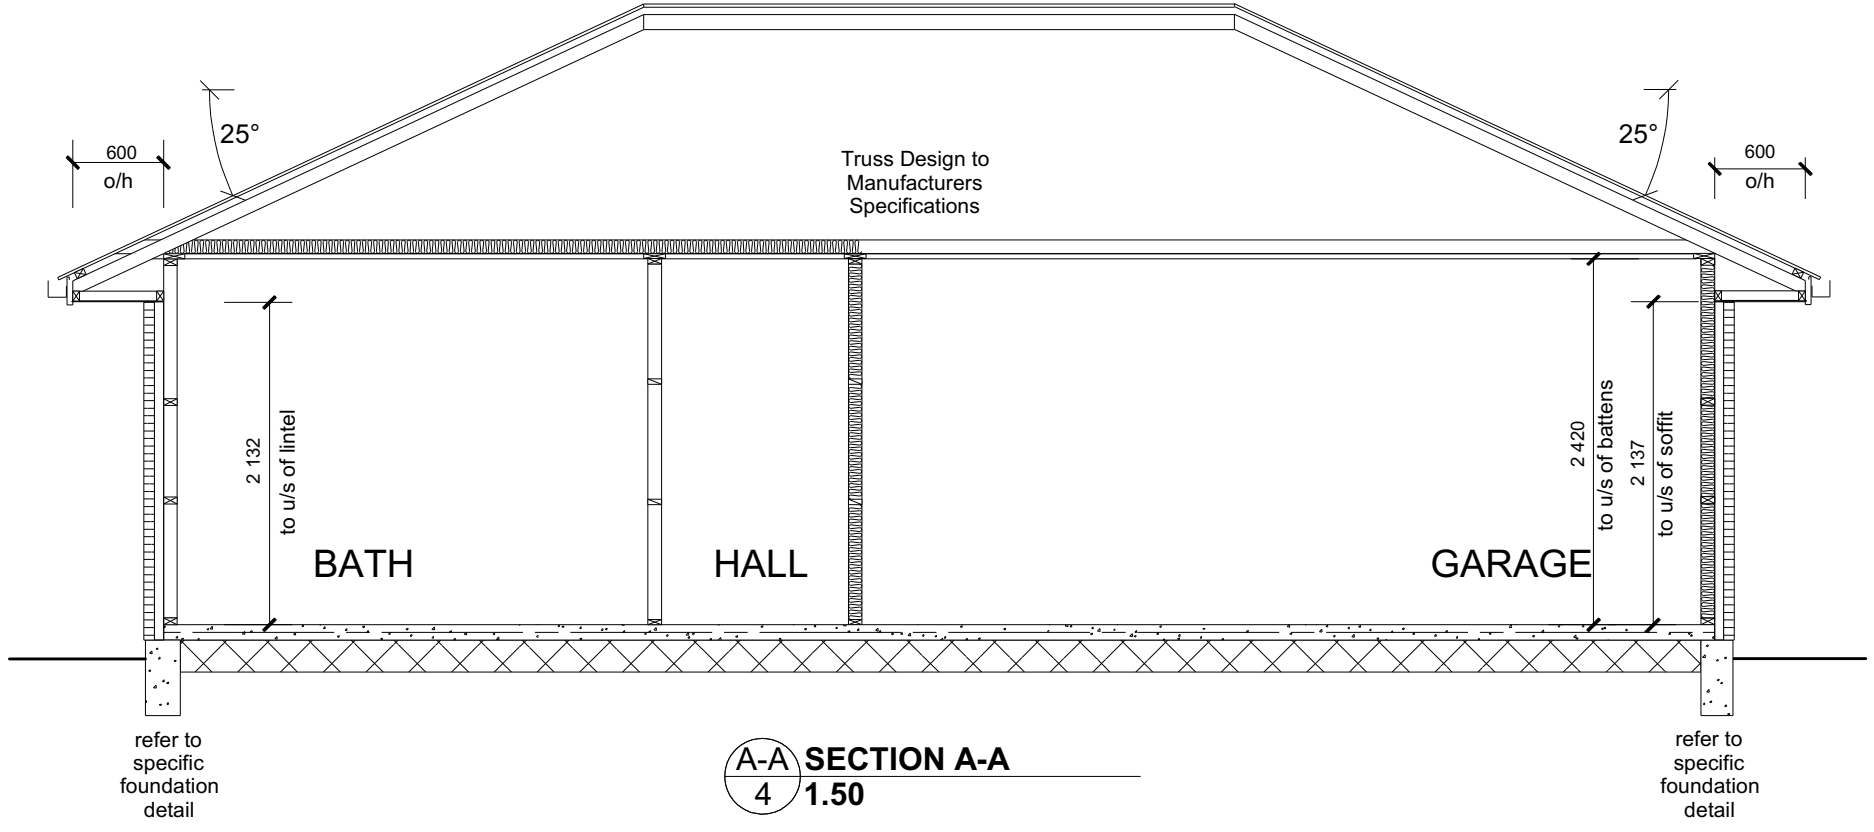 25°
25°
600
o/h
600
o/h
Truss Design to
Manufacturers
Specifications
2 132
to u/s of lintel
2 420
to u/s of battens
2 137
to u/s of soffit
BATH
HALL
GARAGE
refer to
specific
foundation
detail
A-A
4
SECTION A-A
1.50
refer to
specific
foundation
detail